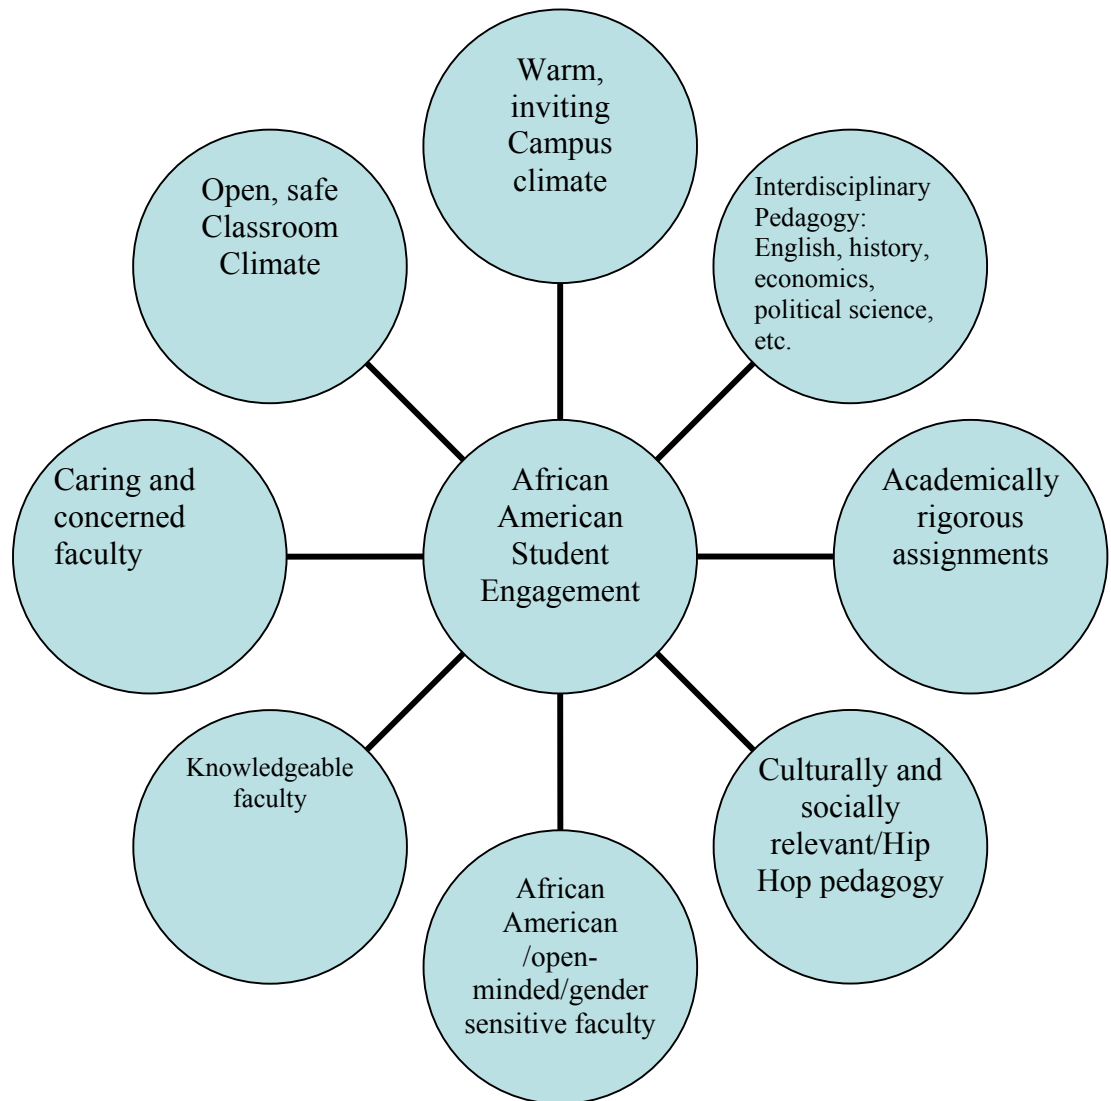 Warm,
inviting
Campus
climate
Open, safe
Classroom
Climate
Interdisciplinary
Pedagogy:
English, history,
economics,
political science,
etc.
Caring and
concerned
faculty
African
American
Student
Engagement
Academically
rigorous
assignments
Knowledgeable
faculty
Culturally and
socially
relevant/Hip
Hop pedagogy
African
American
/open-
minded/gender
sensitive faculty